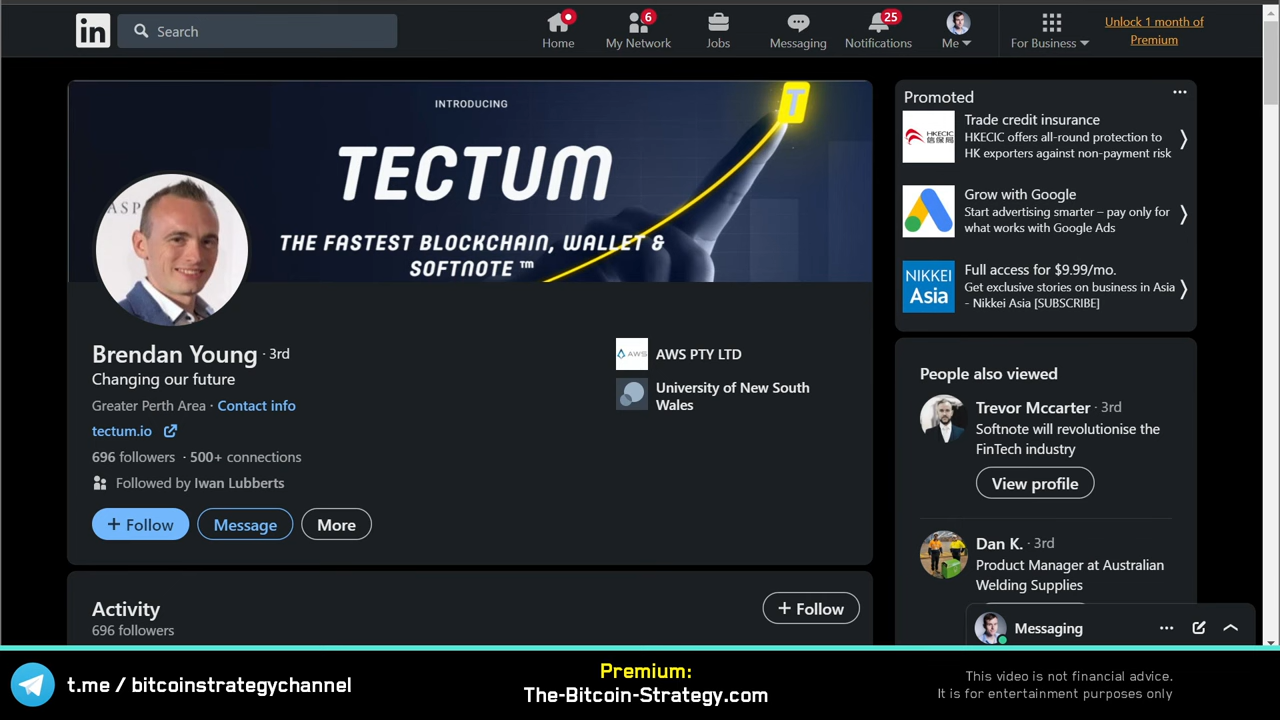 in
Search
Home
6
My Network
Jobs
Messaging
25
Notifications
Me
For Business
Unlock 1 month of
Premium
INTRODUCING
T
TECTUM
THE FASTEST BLOCKCHAIN, WALLET &
SOFTNOTE ™
ASP
Brendan Young · 3rd
Changing our future
Greater Perth Area · Contact info
tectum.io
696 followers · 500+ connections
Followed by Iwan Lubberts
+ Follow
Message
More
AWS
AWS PTY LTD
University of New South
Wales
Activity
696 followers
+ Follow
Promoted
HKECIC
信保局
Trade credit insurance
HKECIC offers all-round protection to
HK exporters against non-payment risk
Grow with Google
Start advertising smarter – pay only for
what works with Google Ads
NIKKEI
Asia
Full access for $9.99/mo.
Get exclusive stories on business in Asia
- Nikkei Asia [SUBSCRIBE]
People also viewed
Trevor Mccarter · 3rd
Softnote will revolutionise the
FinTech industry
View profile
Dan K. · 3rd
Product Manager at Australian
Welding Supplies
Messaging
t.me / bitcoinstrategychannel
Premium:
The-Bitcoin-Strategy.com
This video is not financial advice.
It is for entertainment purposes only